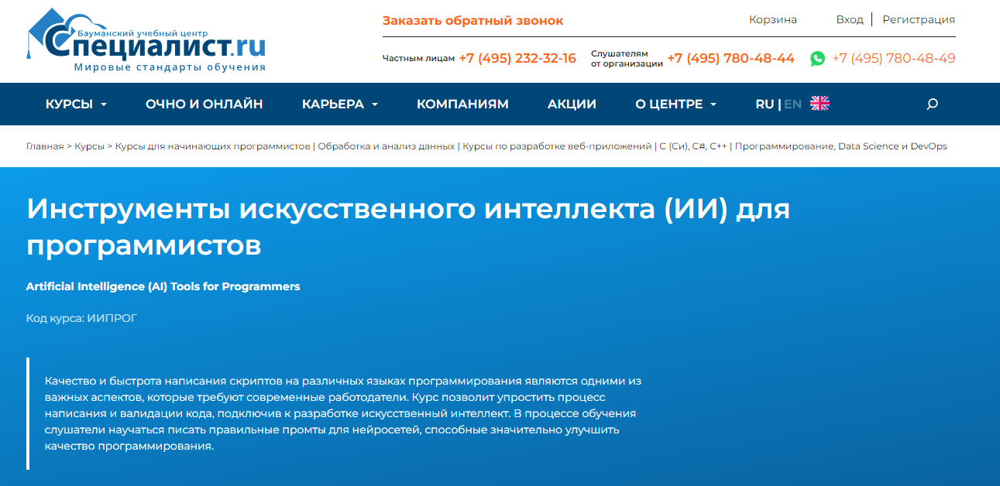 Бауманский учебный центр
Специалист.ru
Мировые стандарты обучения
Заказать обратный звонок
Корзина
Вход | Регистрация
Частным лицам +7 (495) 232-32-16
Слушателям
от организации +7 (495) 780-48-44
+7 (495) 780-48-49
КУРСЫ ОЧНО И ОНЛАЙН КАРЬЕРА КОМПАНИЯМ АКЦИИ О ЦЕНТРЕ RU | EN
Главная > Курсы > Курсы для начинающих программистов | Обработка и анализ данных | Курсы по разработке веб-приложений | C (Си), C#, C++ | Программирование, Data Science и DevOps
Инструменты искусственного интеллекта (ИИ) для
программистов
Artificial Intelligence (AI) Tools for Programmers
Код курса: ИИПРОГ
Качество и быстрота написания скриптов на различных языках программирования являются одними из
важных аспектов, которые требуют современные работодатели. Курс позволит упростить процесс
написания и валидации кода, подключив к разработке искусственный интеллект. В процессе обучения
слушатели научаться писать правильные промты для нейросетей, способные значительно улучшить
качество программирования.